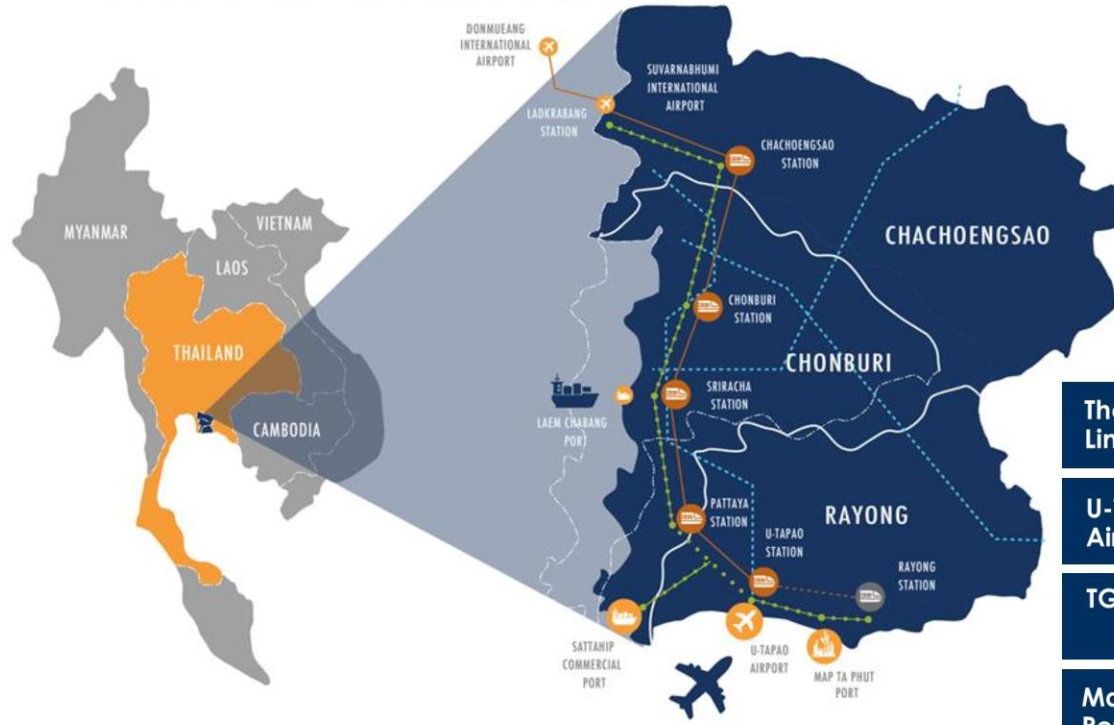 MYANMAR
VIETNAM
LAOS
THAILAND
CAMBODIA
DONMUEANG
INTERNATIONAL
AIRPORT
SUVARNABHUMI
INTERNATIONAL
AIRPORT
LADKRABANG
STATION
CHACHOENGSAO
STATION
CHACHOENGSAO
CHONBURI
STATION
CHONBURI
SRIRACHA
STATION
LAEM CHABANG
PORT
PATTAYA
STATION
RAYONG
U-TAPAO
STATION
RAYONG
STATION
SATTAHIP
COMMERCIAL
PORT
U-TAPAO
AIRPORT
MAP TA PHUT
PORT
U-
TG